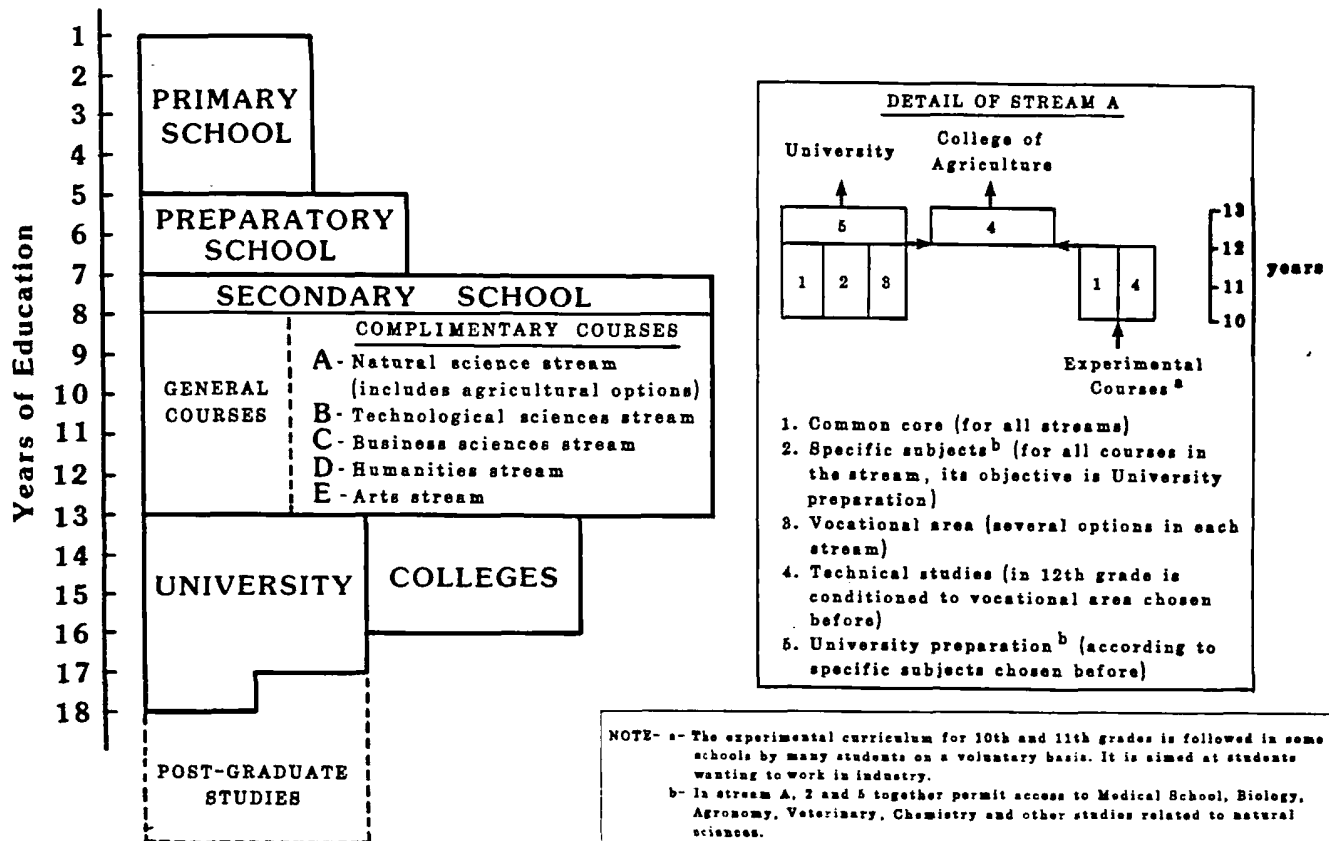 Years of Education
1
2
3
4
5
6
7
8
9
10
11
12
13
14
15
16
17
18
PRIMARY
SCHOOL
PREPARATORY
SCHOOL
SECONDARY SCHOOL
GENERAL
COURSES
COMPLIMENTARY COURSES
A - Natural science stream
(includes agricultural options)
B - Technological sciences stream
C - Business sciences stream
D - Humanities stream
E - Arts stream
UNIVERSITY
COLLEGES
POST-GRADUATE
STUDIES
DETAIL OF STREAM A
University
College of
Agriculture
5
4
1 2 3
1 4
13
12
11
10
years
Experimental
Courses a
1. Common core (for all streams)
2. Specific subjects b (for all courses in
the stream, its objective is University
preparation)
3. Vocational area (several options in each
stream)
4. Technical studies (in 12th grade is
conditioned to vocational area chosen
before)
5. University preparation b (according to
specific subjects chosen before)
NOTE- a- The experimental curriculum for 10th and 11th grades is followed in some
schools by many students on a voluntary basis. It is aimed at students
wanting to work in industry.
b- In stream A, 2 and 5 together permit access to Medical School, Biology,
Agronomy, Veterinary, Chemistry and other studies related to natural
sciences.